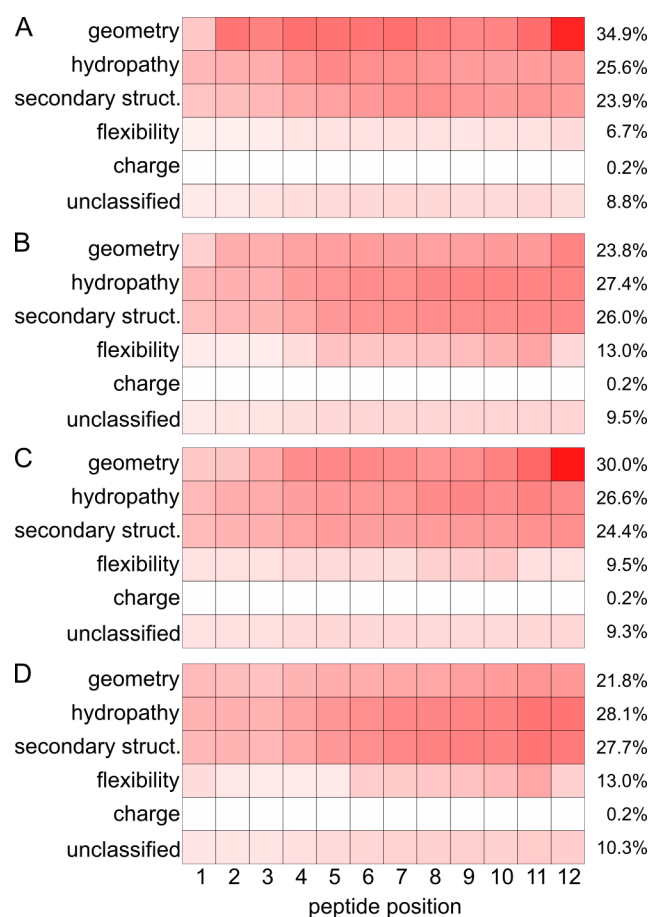 A
geometry 34.9%
hydropathy 25.6%
secondary struct. 23.9%
flexibility 6.7%
charge 0.2%
unclassified 8.8%
B
geometry 23.8%
hydropathy 27.4%
secondary struct. 26.0%
flexibility 13.0%
charge 0.2%
unclassified 9.5%
C
geometry 30.0%
hydropathy 26.6%
secondary struct. 24.4%
flexibility 9.5%
charge 0.2%
unclassified 9.3%
D
geometry 21.8%
hydropathy 28.1%
secondary struct. 27.7%
flexibility 13.0%
charge 0.2%
unclassified 10.3%
1 2 3 4 5 6 7 8 9 10 11 12
peptide position